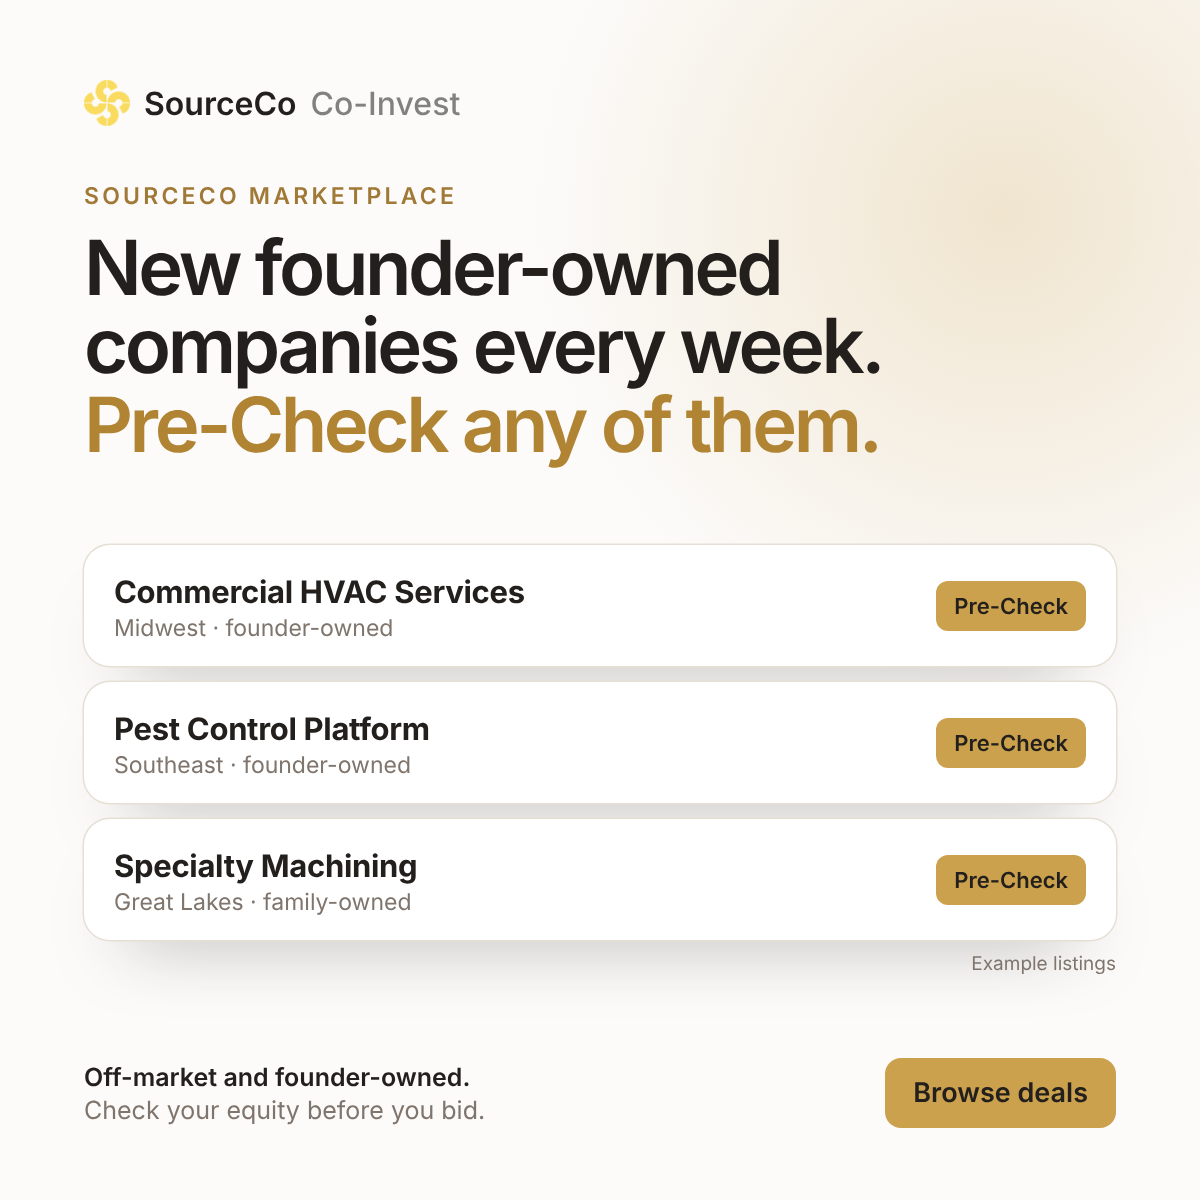 SourceCo Co-Invest
SOURCECO MARKETPLACE
New founder-owned
companies every week.
Pre-Check any of them.
Commercial HVAC Services
Midwest · founder-owned
Pre-Check
Pest Control Platform
Southeast · founder-owned
Pre-Check
Specialty Machining
Great Lakes · family-owned
Pre-Check
Example listings
Off-market and founder-owned.
Check your equity before you bid.
Browse deals